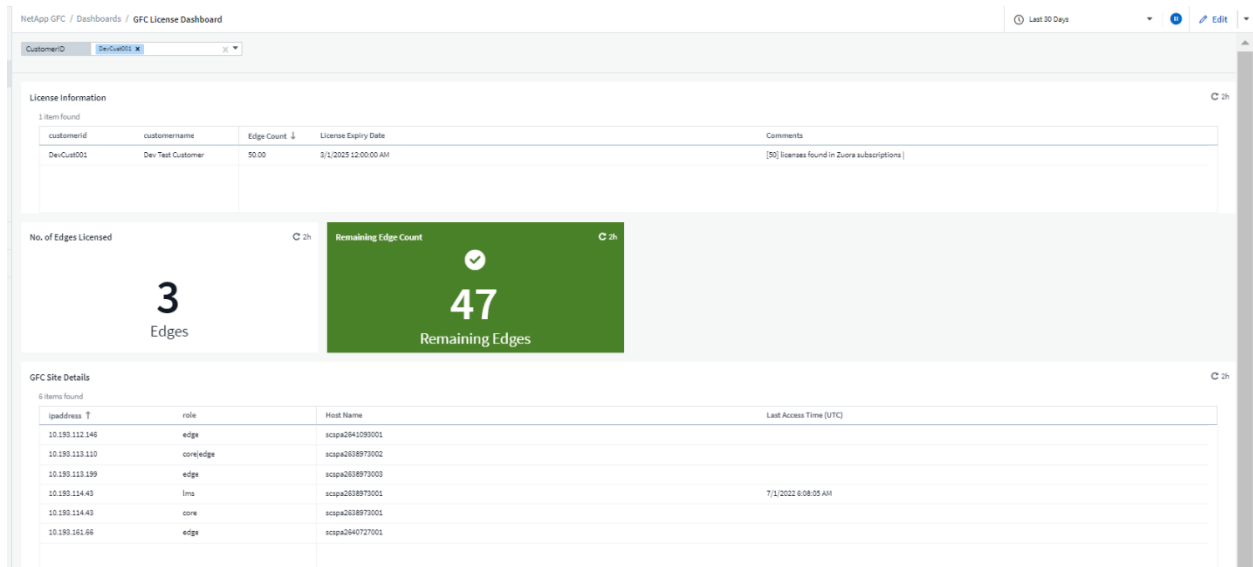 NetApp GFC / Dashboards / GFC License Dashboard Last 30 Days Edit
CustomerID DevCust001
License Information 2h
1 item found
customerid customername Edge Count ↓ License Expiry Date Comments
DevCust001 Dev Test Customer 50.00 3/1/2025 12:00:00 AM [50] licenses found in Zuora subscriptions |
No. of Edges Licensed 2h Remaining Edge Count 2h
3 47
Edges Remaining Edges
GFC Site Details 2h
6 items found
ipaddress ↑ role Host Name Last Access Time (UTC)
10.193.112.146 edge scspa2641093001
10.193.113.110 core|edge scspa2638973002
10.193.113.199 edge scspa2638973003
10.193.114.43 lms scspa2638973001 7/1/2022 6:08:05 AM
10.193.114.43 core scspa2638973001
10.193.161.66 edge scspa2640727001